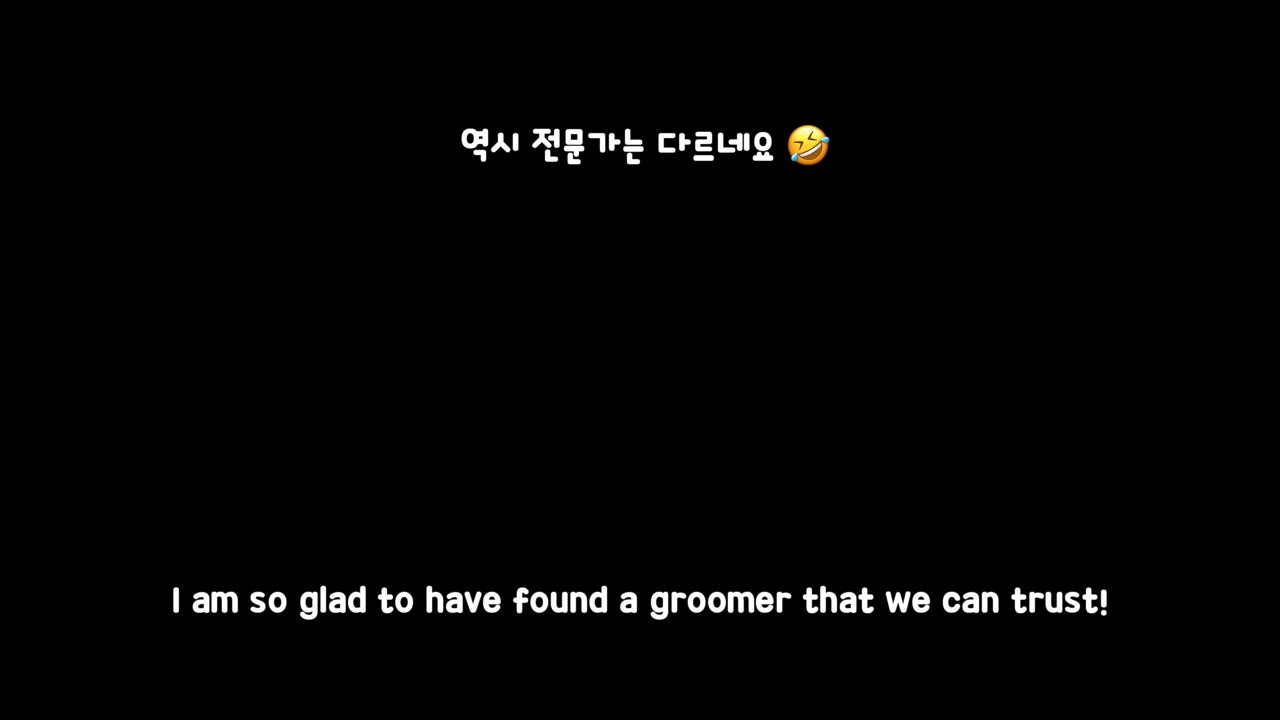 역시 전문가는 다르네요 🤣
I am so glad to have found a groomer that we can trust!